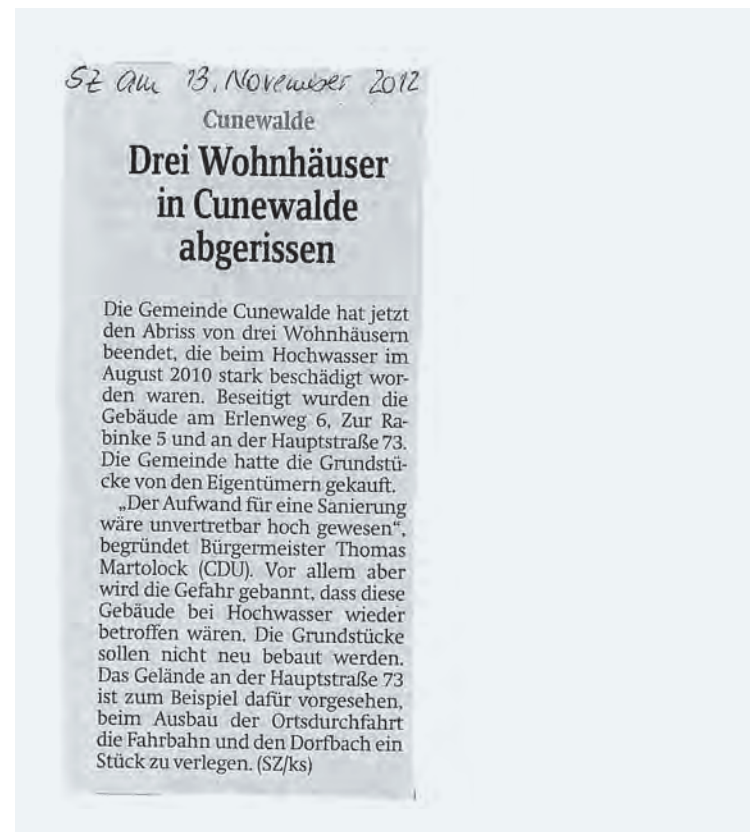 SZ am 13. November 2012
Cunewalde
Drei Wohnhäuser
in Cunewalde
abgerissen
Die Gemeinde Cunewalde hat jetzt
den Abriss von drei Wohnhäusern
beendet, die beim Hochwasser im
August 2010 stark beschädigt wor-
den waren. Beseitigt wurden die
Gebäude am Erlenweg 6, Zur Ra-
binke 5 und an der Hauptstraße 73.
Die Gemeinde hatte die Grundstü-
cke von den Eigentümern gekauft.
„Der Aufwand für eine Sanierung
wäre unvertretbar hoch gewesen“,
begründet Bürgermeister Thomas
Martolock (CDU). Vor allem aber
wird die Gefahr gebannt, dass diese
Gebäude bei Hochwasser wieder
betroffen wären. Die Grundstücke
sollen nicht neu bebaut werden.
Das Gelände an der Hauptstraße 73
ist zum Beispiel dafür vorgesehen,
beim Ausbau der Ortsdurchfahrt
die Fahrbahn und den Dorfbach ein
Stück zu verlegen. (SZ/ks)